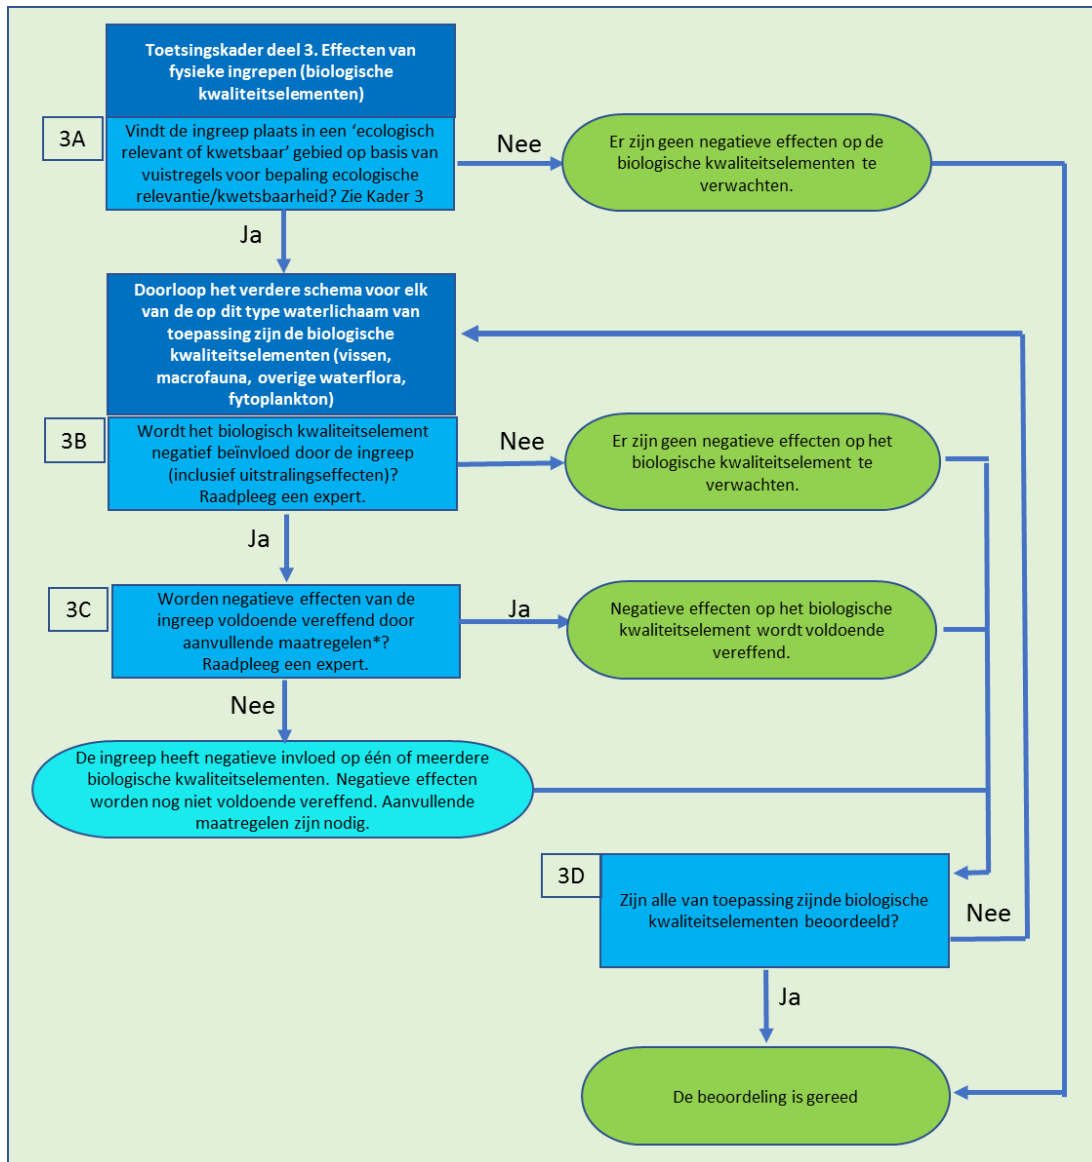 Toetsingskader deel 3. Effecten van
fysieke ingrepen (biologische
kwaliteitselementen)
3A
Vindt de ingreep plaats in een ‘ecologisch
relevant of kwetsbaar’ gebied op basis van
vuistregels voor bepaling ecologische
relevantie/kwetsbaarheid? Zie Kader 3
Nee
Er zijn geen negatieve effecten op de
biologische kwaliteitselementen te
verwachten.
Ja
Doorloop het verdere schema voor elk
van de op dit type waterlichaam van
toepassing zijn de biologische
kwaliteitselementen (vissen,
macrofauna, overige waterflora,
fytoplankton)
3B
Wordt het biologisch kwaliteitselement
negatief beïnvloed door de ingreep
(inclusief uitstralingseffecten)?
Raadpleeg een expert.
Nee
Er zijn geen negatieve effecten op het
biologische kwaliteitselement te
verwachten.
Ja
3C
Worden negatieve effecten van de
ingreep voldoende vereffend door
aanvullende maatregelen*?
Raadpleeg een expert.
Ja
Negatieve effecten op het biologische
kwaliteitselement wordt voldoende
vereffend.
Nee
De ingreep heeft negatieve invloed op één of meerdere
biologische kwaliteitselementen. Negatieve effecten
worden nog niet voldoende vereffend. Aanvullende
maatregelen zijn nodig.
3D
Zijn alle van toepassing zijnde biologische
kwaliteitselementen beoordeeld?
Nee
Ja
De beoordeling is gereed